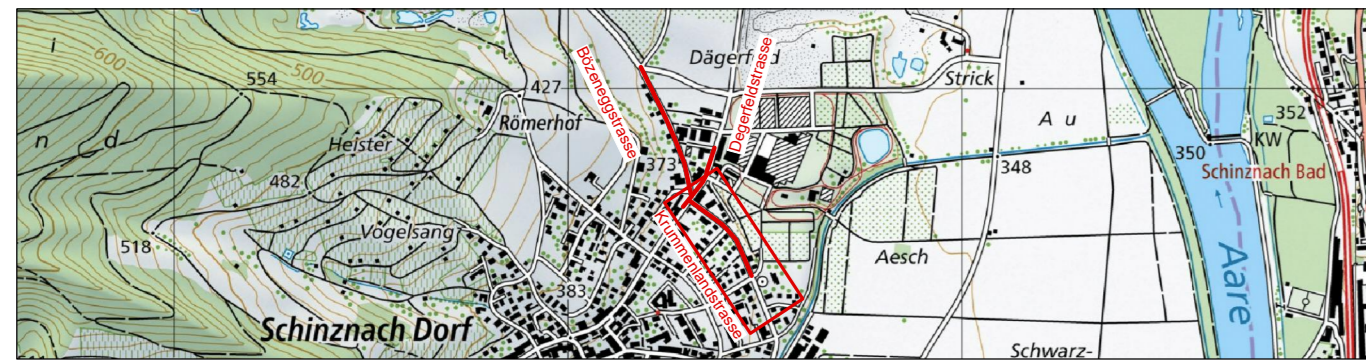 i
600
554
500
427
Dägerfeld
Strick
Bözeneggstrasse
Degerfeldstrasse
Römerhof
A u
352
n d
Heister
373
350
KW
482
348
Schinznach Bad
Vogelsang
Krummenlandstrasse
518
Aesch
Aare
383
Schinznach Dorf
Schwarz-